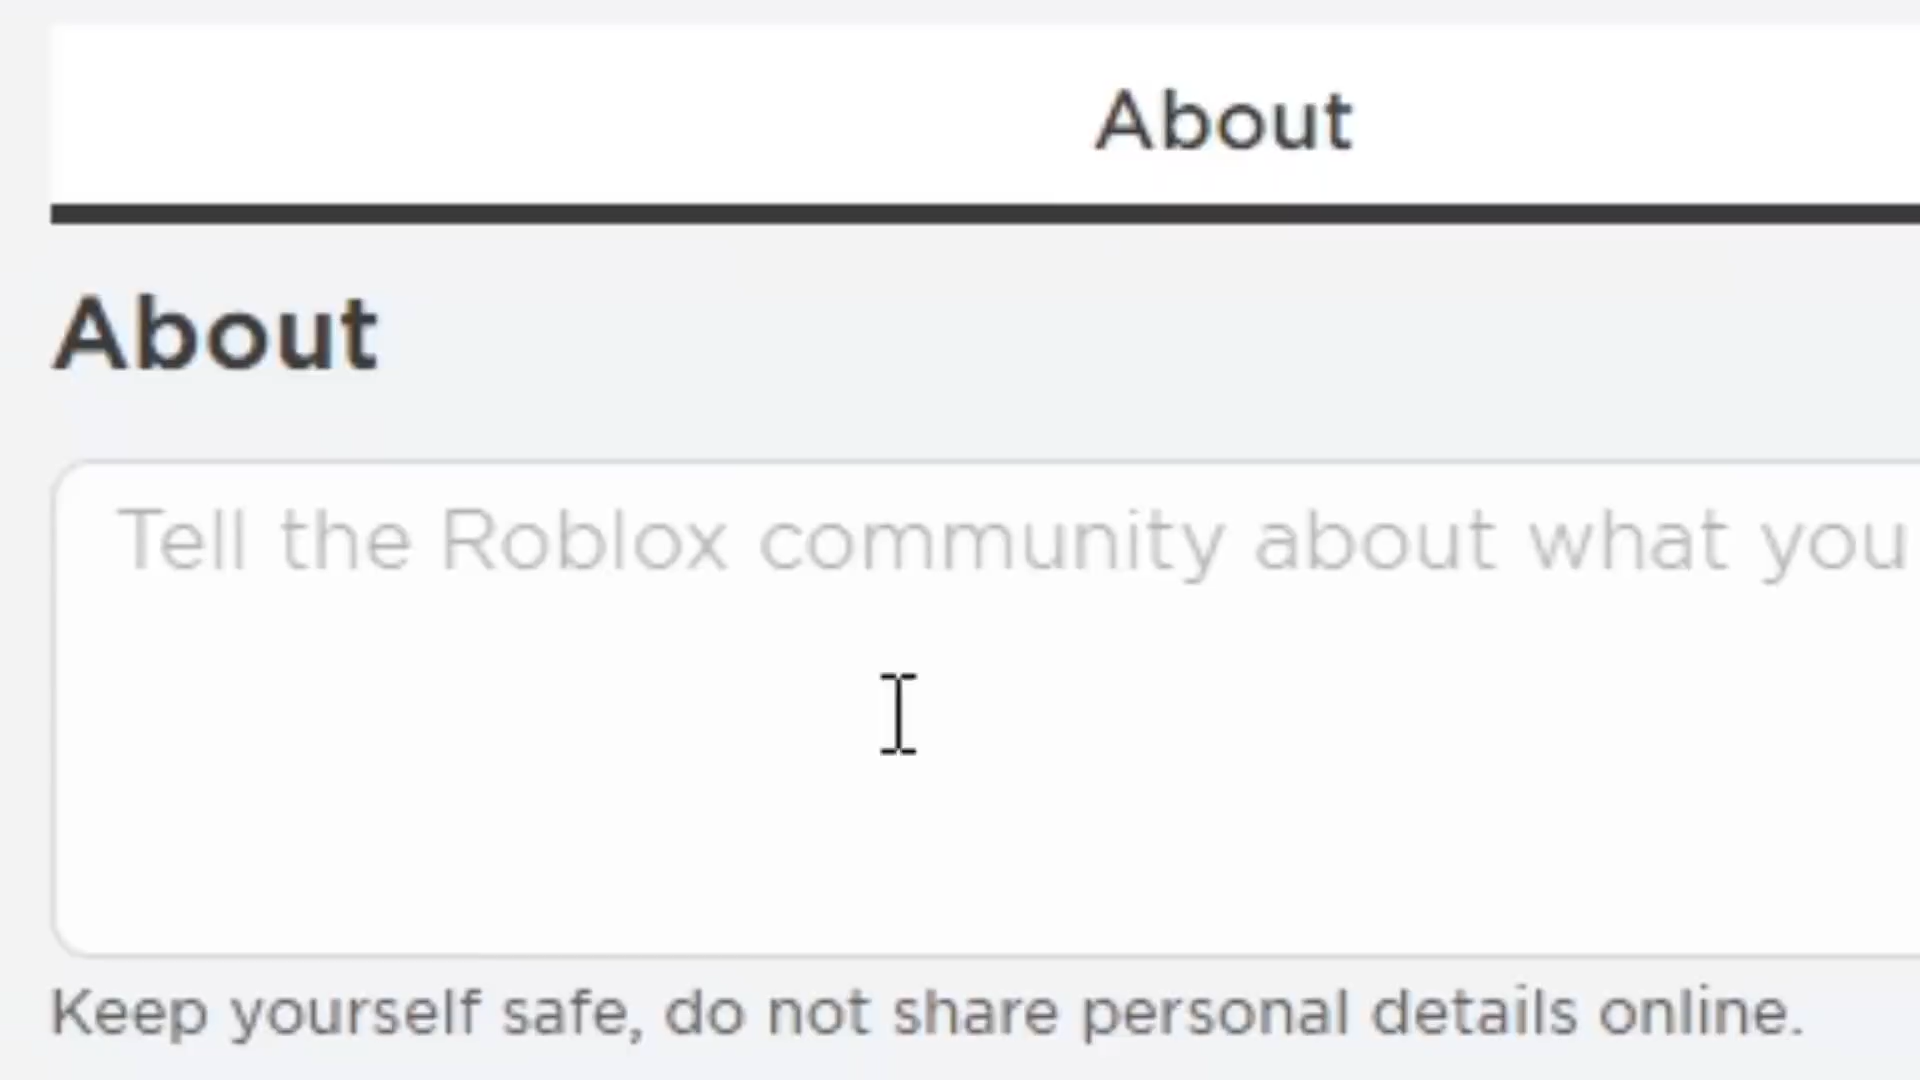 About
About
Tell the Roblox community about what you
Keep yourself safe, do not share personal details online.